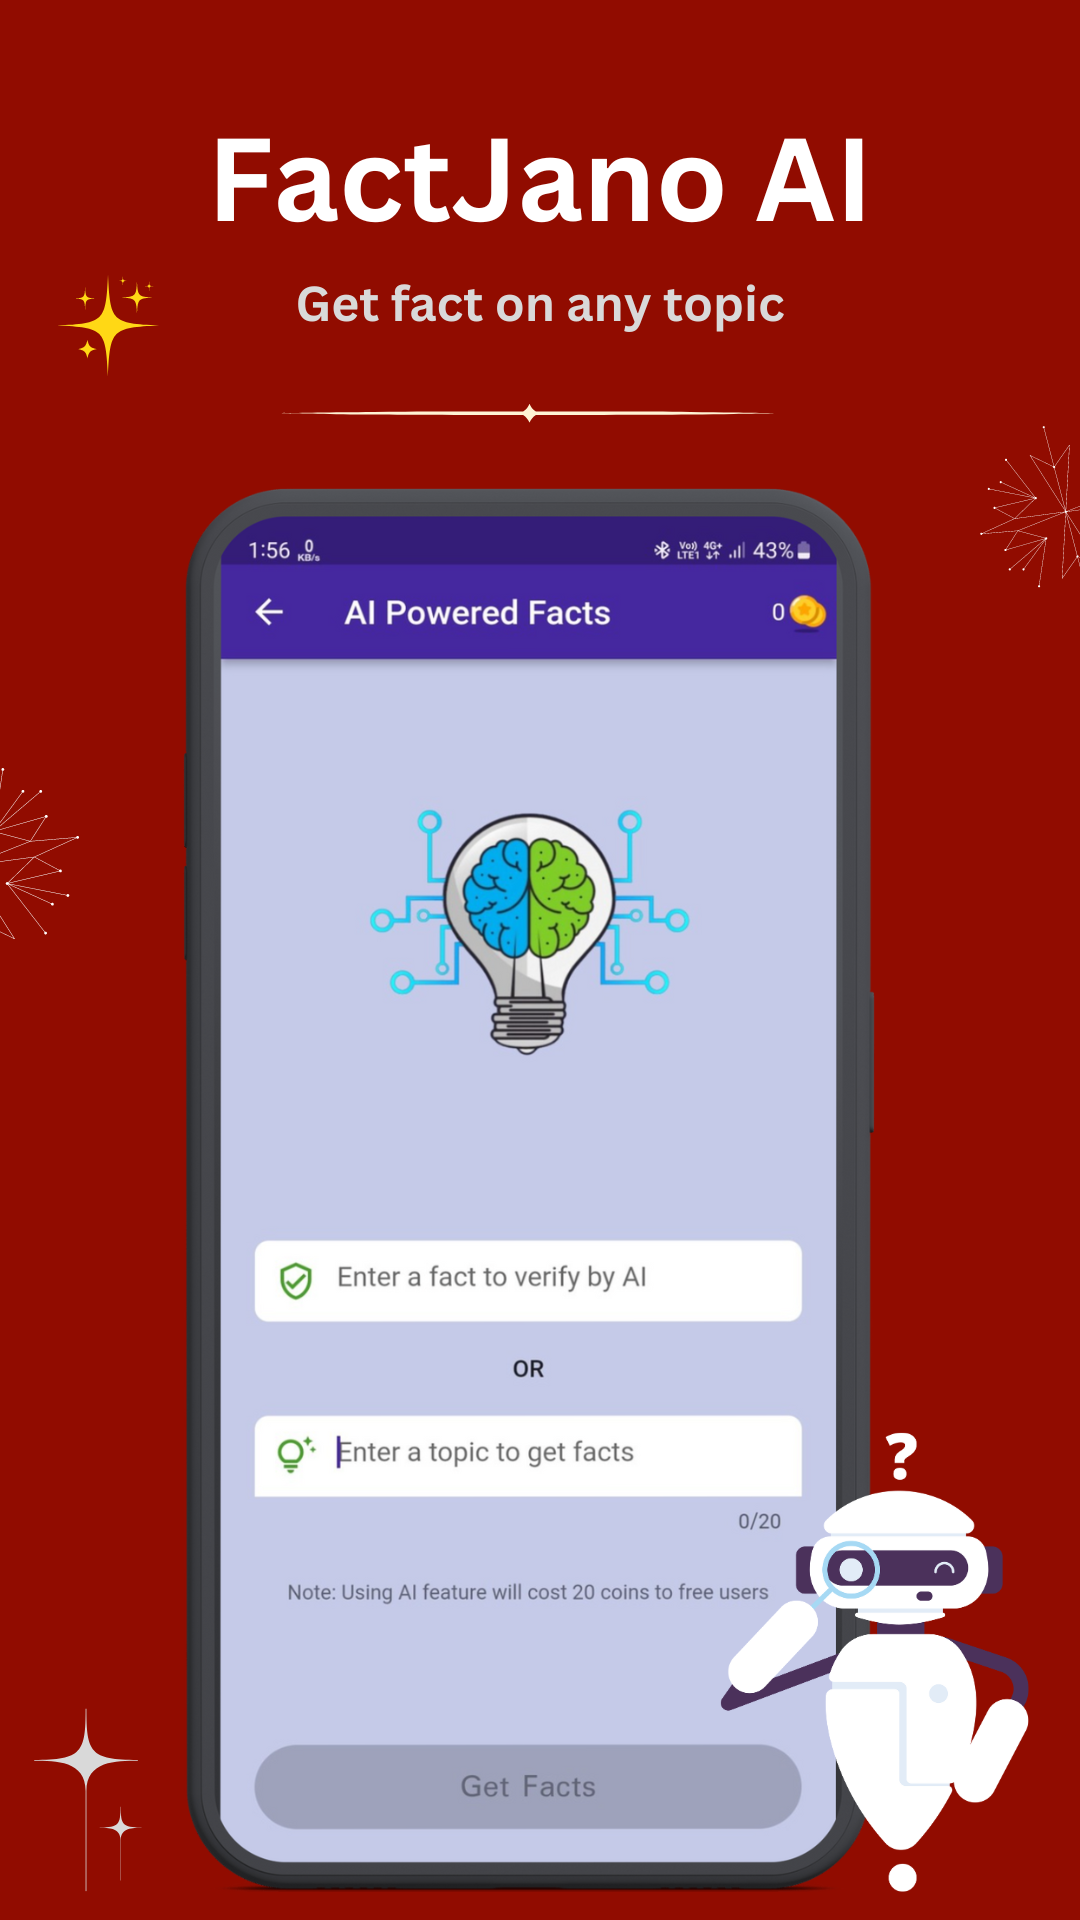 FactJano AI
Get fact on any topic
1:56 0 KB/s Vo)) LTE1 4G+ 43%
AI Powered Facts 0
Enter a fact to verify by AI
OR
Enter a topic to get facts
0/20
Note: Using AI feature will cost 20 coins to free users
?
Get Facts